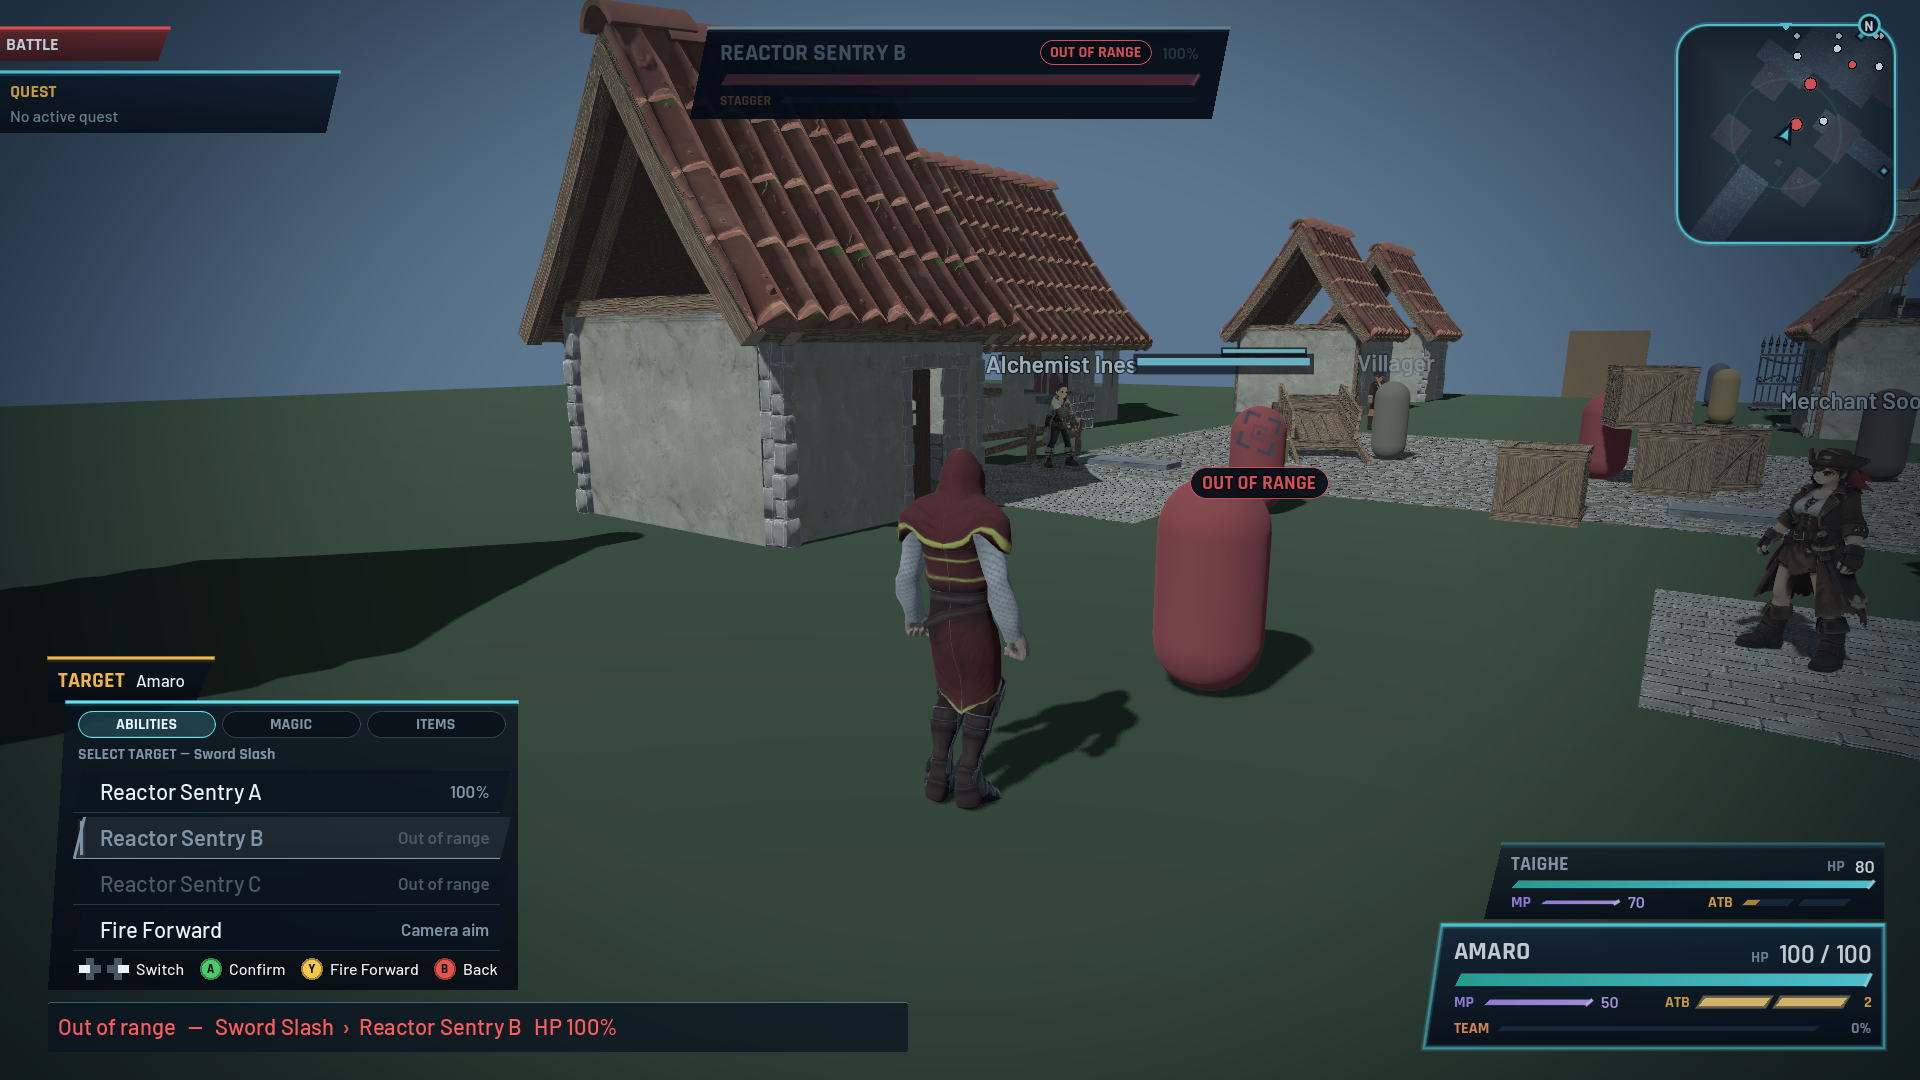 BATTLE
QUEST
No active quest
REACTOR SENTRY B
OUT OF RANGE
100%
STAGGER
N
Alchemist Ines
Villager
Merchant Soo
OUT OF RANGE
TARGET Amaro
ABILITIES MAGIC ITEMS
SELECT TARGET — Sword Slash
Reactor Sentry A 100%
Reactor Sentry B Out of range
Reactor Sentry C Out of range
Fire Forward Camera aim
Switch A Confirm Y Fire Forward B Back
Out of range — Sword Slash › Reactor Sentry B HP 100%
TAIGHE HP 80
MP 70 ATB
AMARO HP 100 / 100
MP 50 ATB 2
TEAM 0%